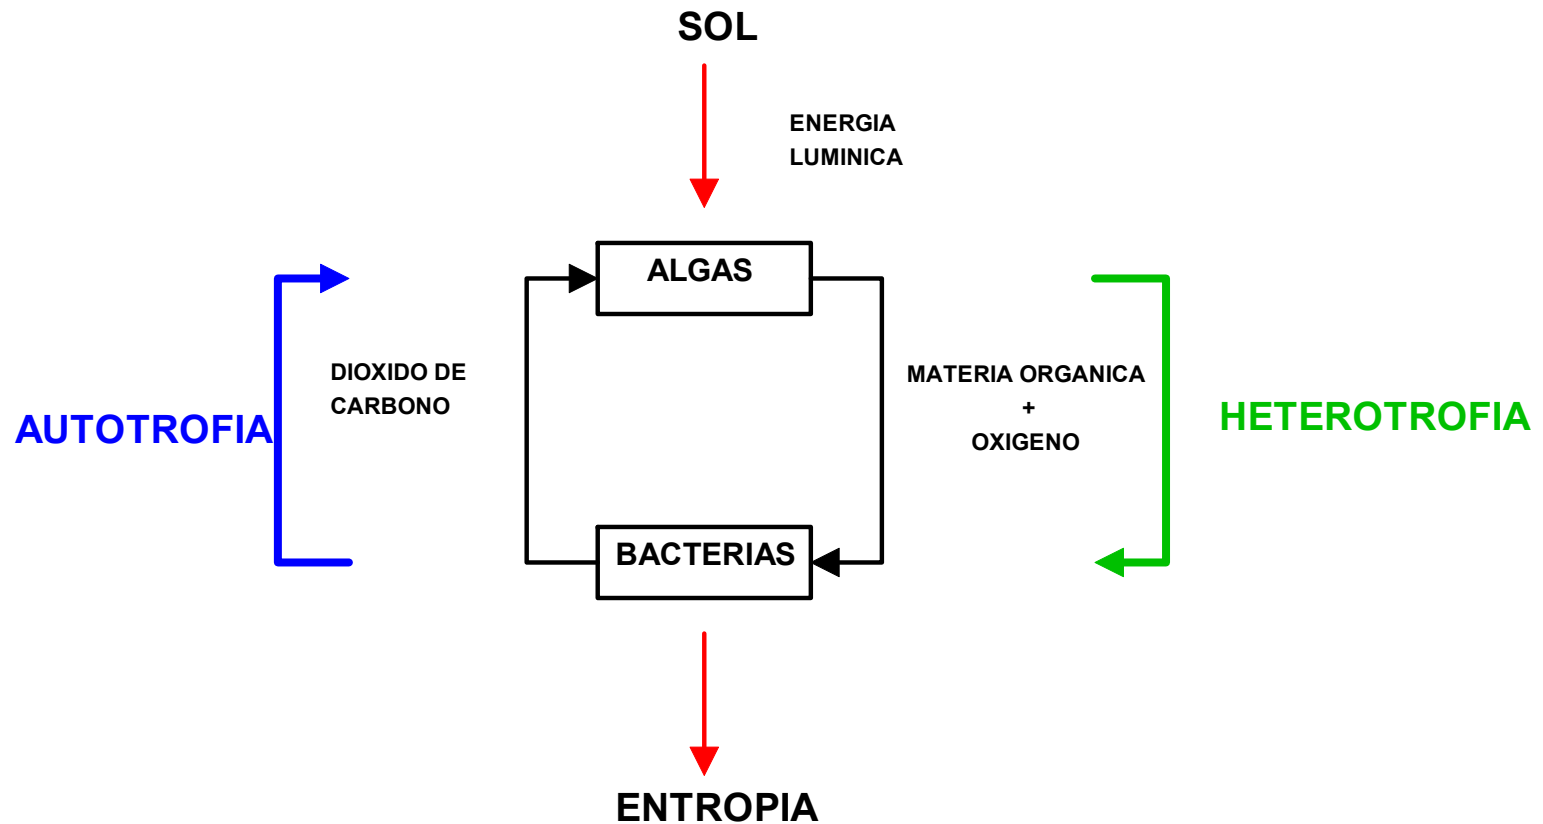 SOL
ENERGIA
LUMINICA
ALGAS
DIOXIDO DE
CARBONO
MATERIA ORGANICA
+
OXIGENO
AUTOTROFIA
HETEROTROFIA
BACTERIAS
ENTROPIA